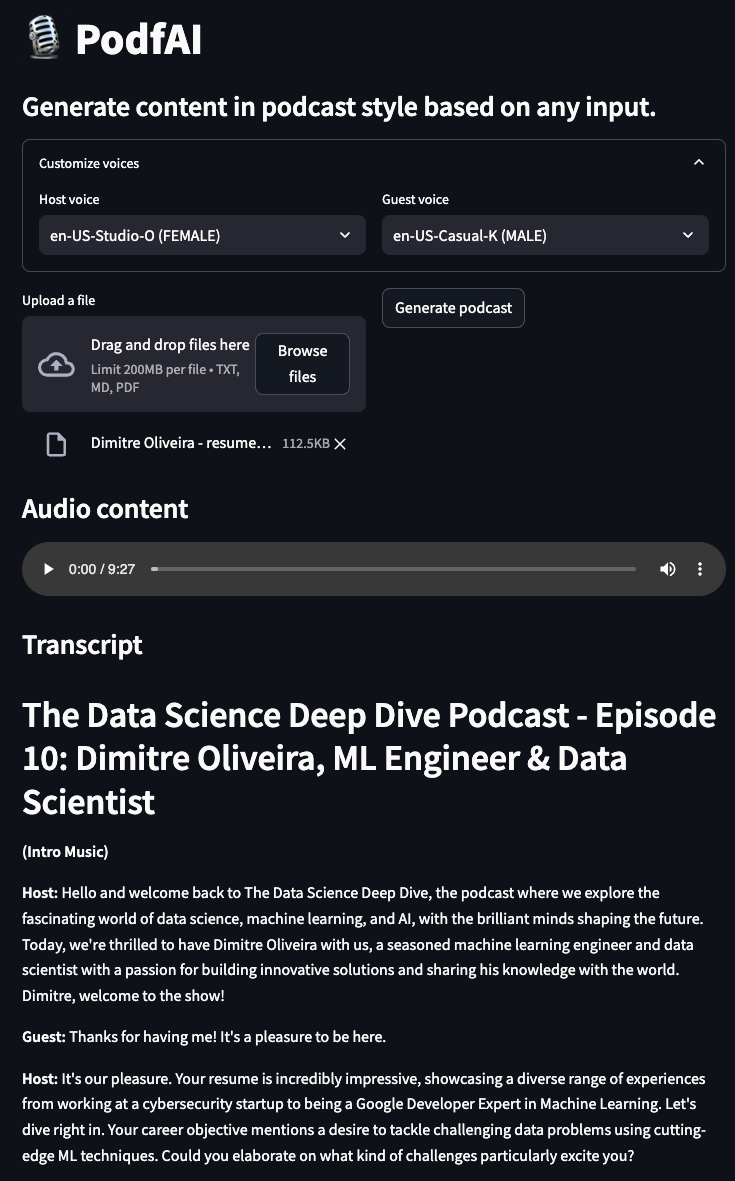 PodfAI
Generate content in podcast style based on any input.
Customize voices
Host voice
Guest voice
en-US-Studio-O (FEMALE)
en-US-Casual-K (MALE)
Upload a file
Generate podcast
Drag and drop files here
Limit 200MB per file • TXT,
MD, PDF
Browse
files
Dimitre Oliveira - resume... 112.5KB
Audio content
0:00 / 9:27
Transcript
The Data Science Deep Dive Podcast - Episode
10: Dimitre Oliveira, ML Engineer & Data
Scientist
(Intro Music)
Host: Hello and welcome back to The Data Science Deep Dive, the podcast where we explore the
fascinating world of data science, machine learning, and AI, with the brilliant minds shaping the future.
Today, we're thrilled to have Dimitre Oliveira with us, a seasoned machine learning engineer and data
scientist with a passion for building innovative solutions and sharing his knowledge with the world.
Dimitre, welcome to the show!
Guest: Thanks for having me! It's a pleasure to be here.
Host: It's our pleasure. Your resume is incredibly impressive, showcasing a diverse range of experiences
from working at a cybersecurity startup to being a Google Developer Expert in Machine Learning. Let's
dive right in. Your career objective mentions a desire to tackle challenging data problems using cutting-
edge ML techniques. Could you elaborate on what kind of challenges particularly excite you?